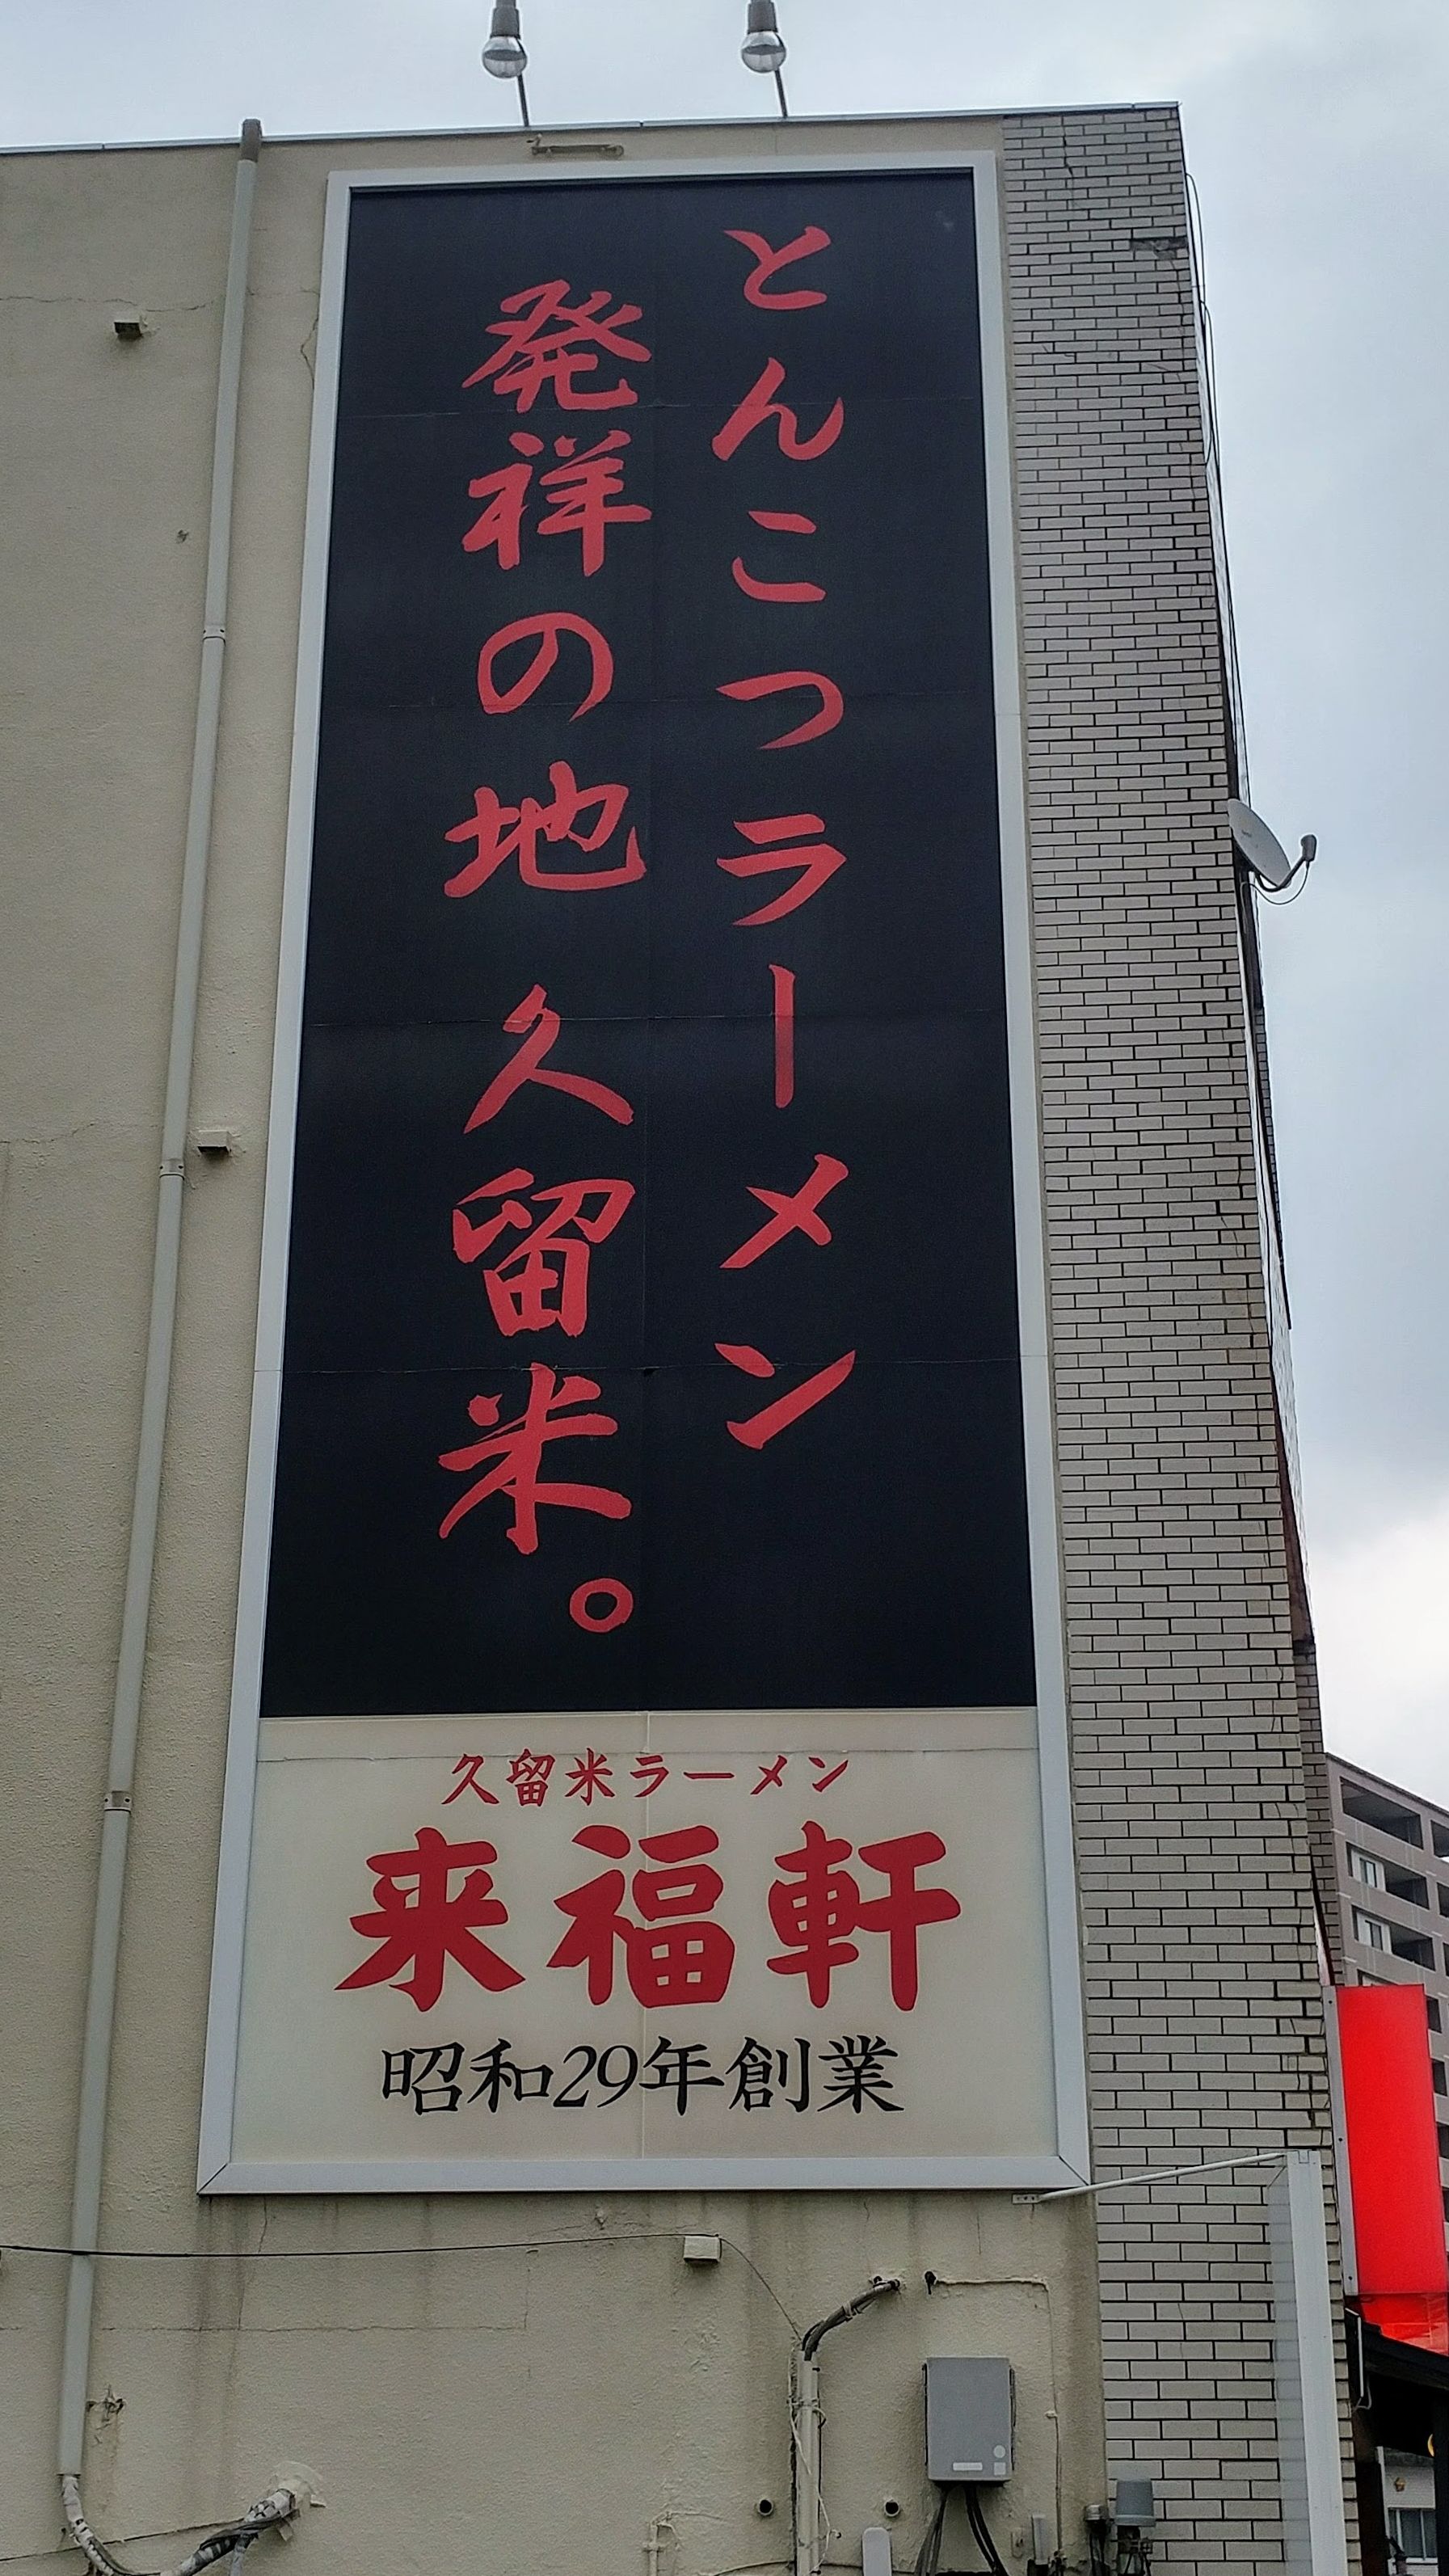 とんこつラーメン
発祥の地 久留米。
久留米ラーメン
来福軒
昭和29年創業